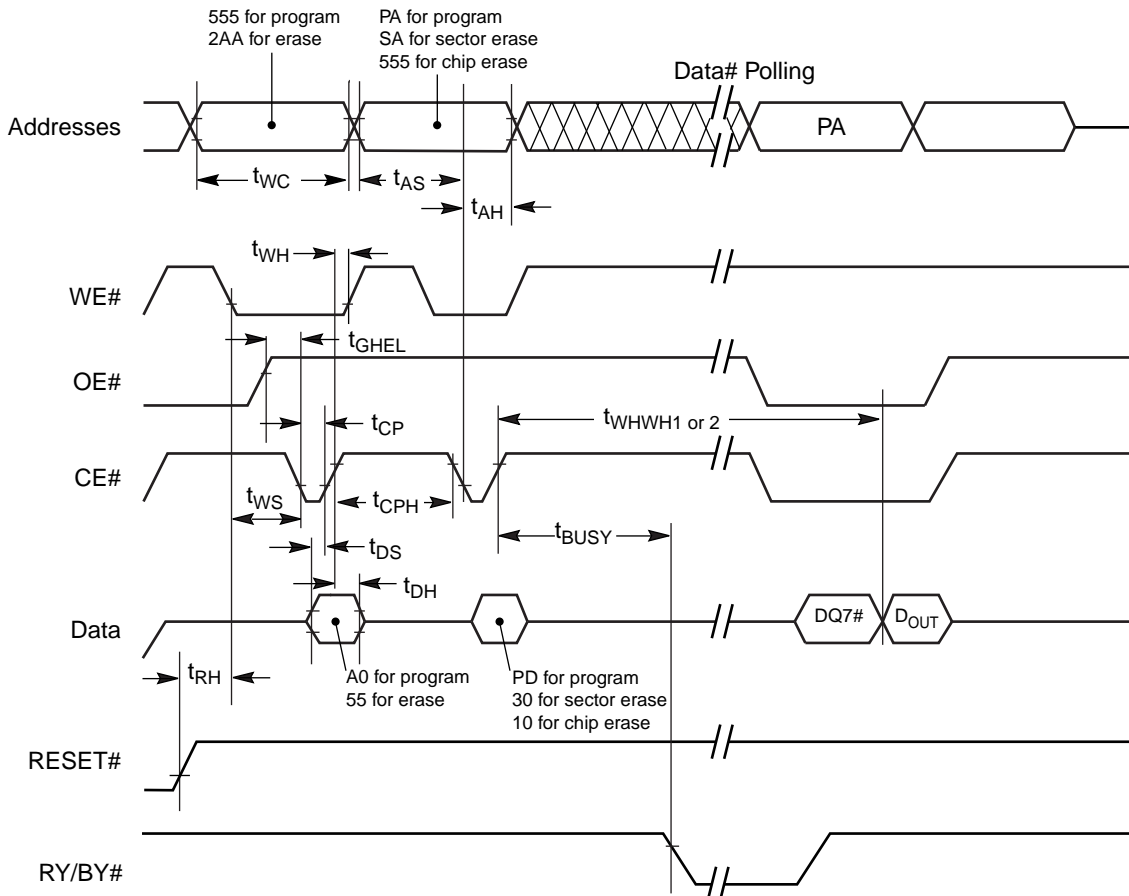 555 for program
2AA for erase
PA for program
SA for sector erase
555 for chip erase
Data# Polling
Addresses
PA
tWC
tAS
tAH
tWH
WE#
tGHEL
OE#
tWHWH1 or 2
tCP
CE#
tWS
tCPH
tBUSY
tDS
tDH
Data
DQ7#
DOUT
tRH
A0 for program
55 for erase
PD for program
30 for sector erase
10 for chip erase
RESET#
RY/BY#